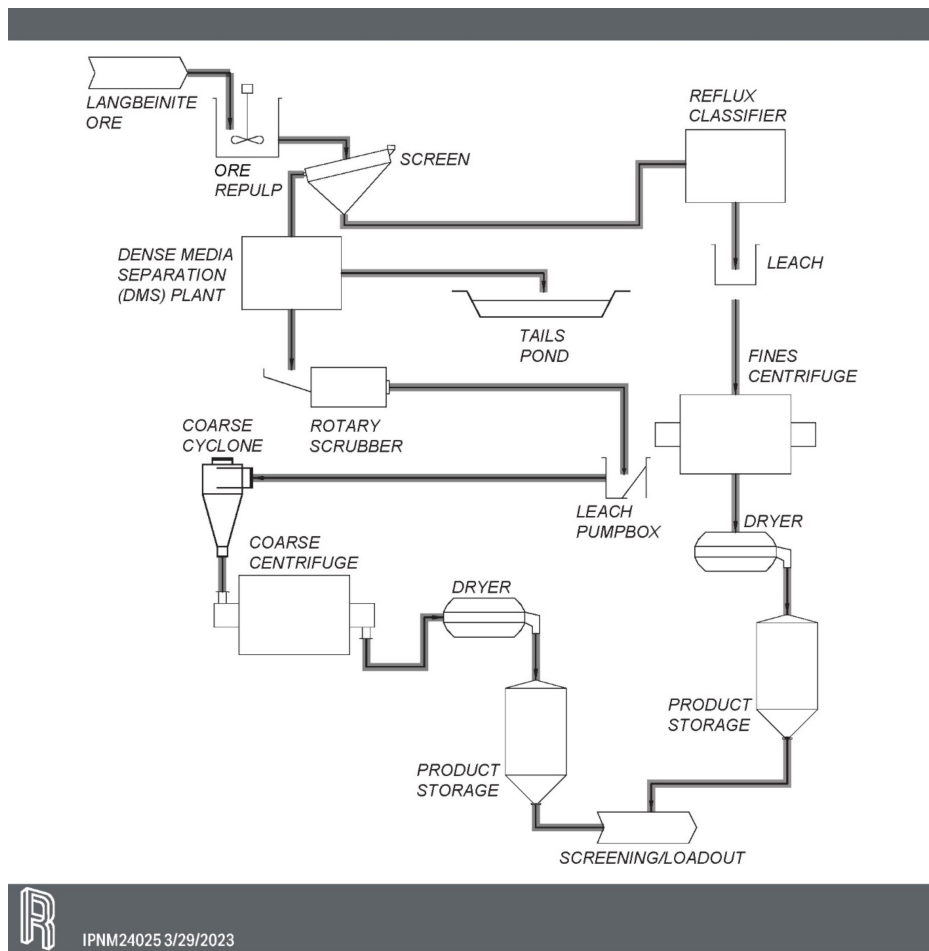 LANGBEINITE
ORE
ORE
REPULP
SCREEN
REFLUX
CLASSIFIER
DENSE MEDIA
SEPARATION
(DMS) PLANT
LEACH
TAILS
POND
FINES
CENTRIFUGE
COARSE
CYCLONE
ROTARY
SCRUBBER
LEACH
PUMPBOX
DRYER
COARSE
CENTRIFUGE
DRYER
PRODUCT
STORAGE
PRODUCT
STORAGE
SCREENING/LOADOUT
R
IPNM24025 3/29/2023